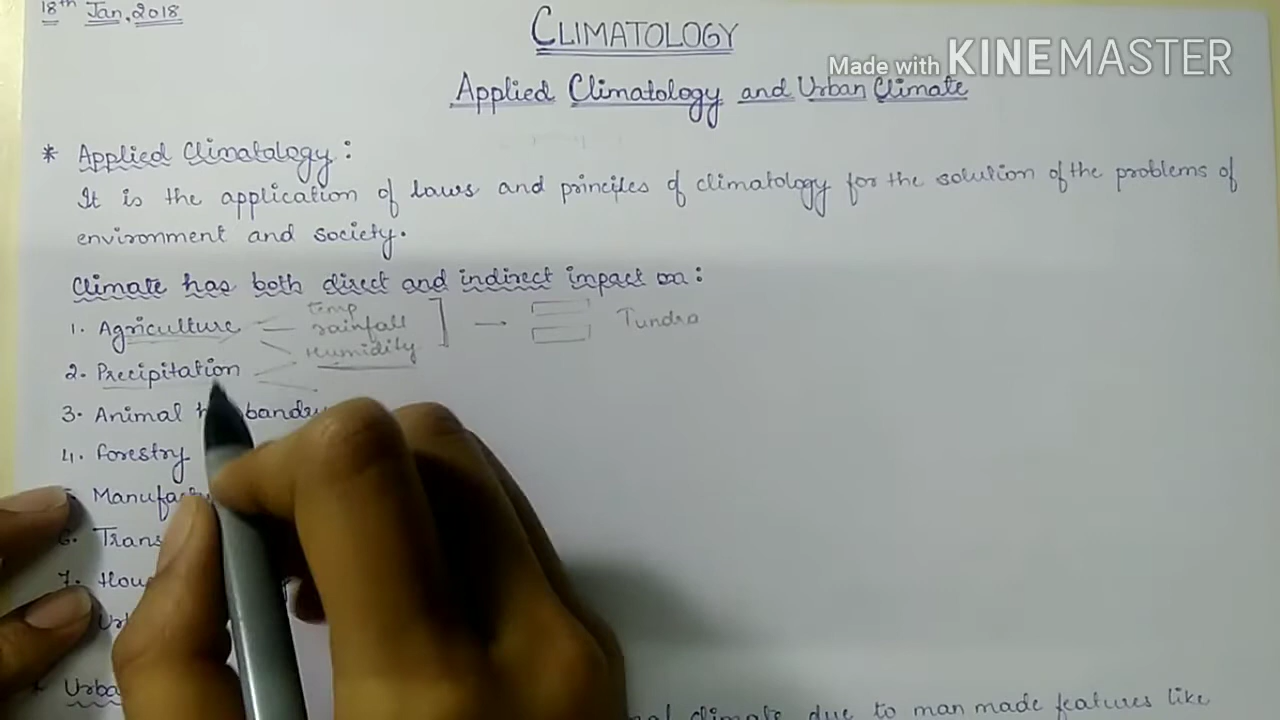 18th Jan, 2018
CLIMATOLOGY
Made with KINEMASTER
Applied Climatology and Urban Climate
* Applied Climatology:
It is the application of laws and principles of climatology for the solution of the problems of
environment and society.
Climate has both direct and indirect impact on:
1. Agriculture temp
rainfall → Tundra
Humidity
2. Precipitation
3. Animal
4. Forestry
6.
7.
climate due to man made features like